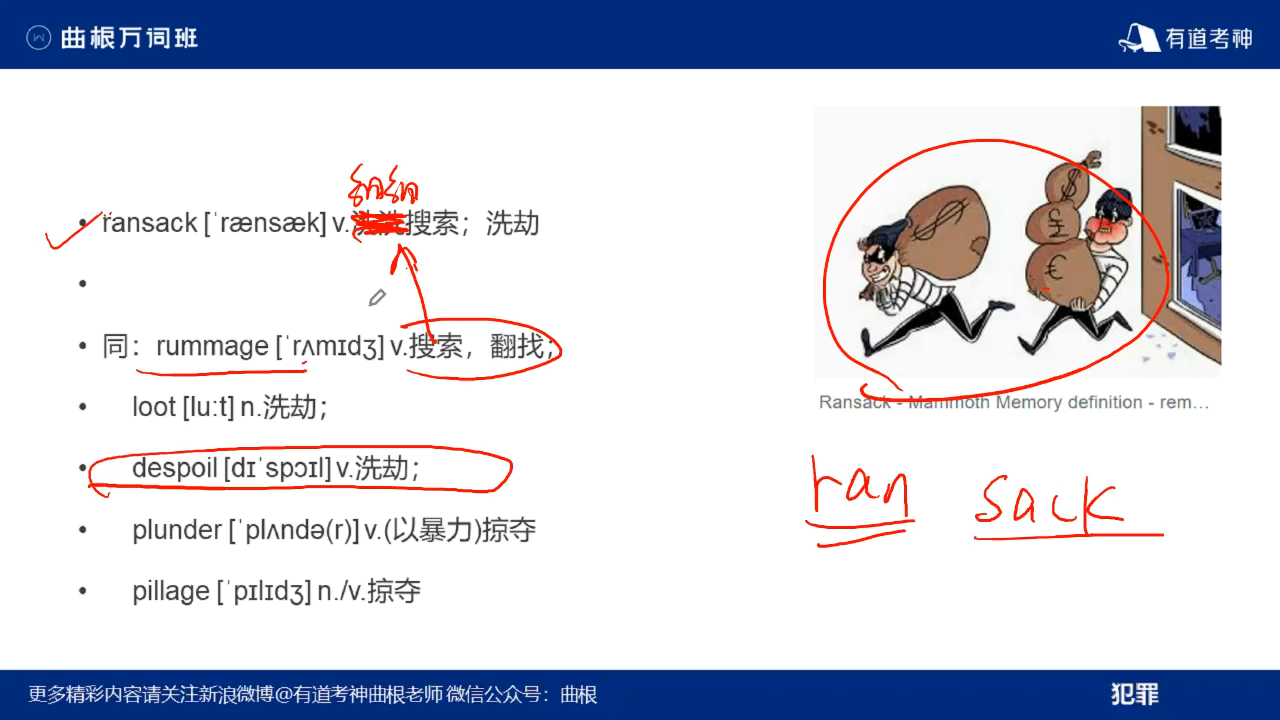 曲根万词班
有道考神
细细
• ransack [ˈrænsæk] v.搜索；洗劫
•
• 同：rummage [ˈrʌmɪdʒ] v.搜索，翻找；
• loot [luːt] n.洗劫；
• despoil [dɪˈspɔɪl] v.洗劫；
• plunder [ˈplʌndə(r)] v.(以暴力)掠夺
• pillage [ˈpɪlɪdʒ] n./v.掠夺
$
$
£
€
Ransack - Mammoth Memory definition - rem...
ran sack
更多精彩内容请关注新浪微博@有道考神曲根老师 微信公众号：曲根
犯罪